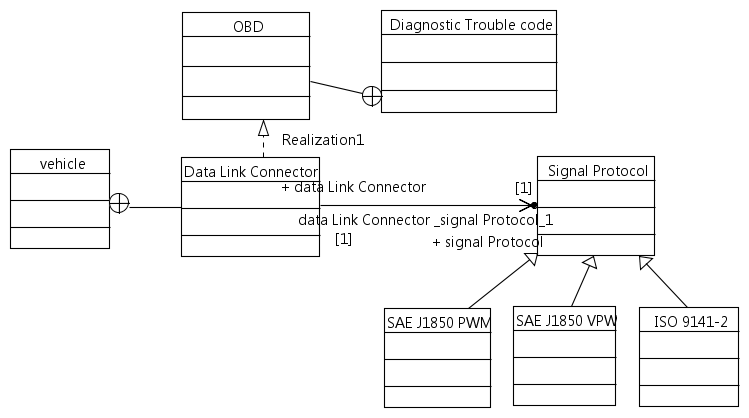 OBD
Diagnostic Trouble code
Realization1
vehicle
Data Link Connector
Signal Protocol
+ data Link Connector
[1]
data Link Connector _signal Protocol_1
[1]
+ signal Protocol
SAE J1850 PWM
SAE J1850 VPW
ISO 9141-2